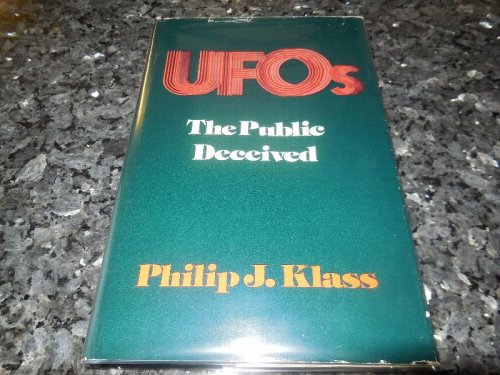 UFOs
The Public
Deceived
Philip J. Klass